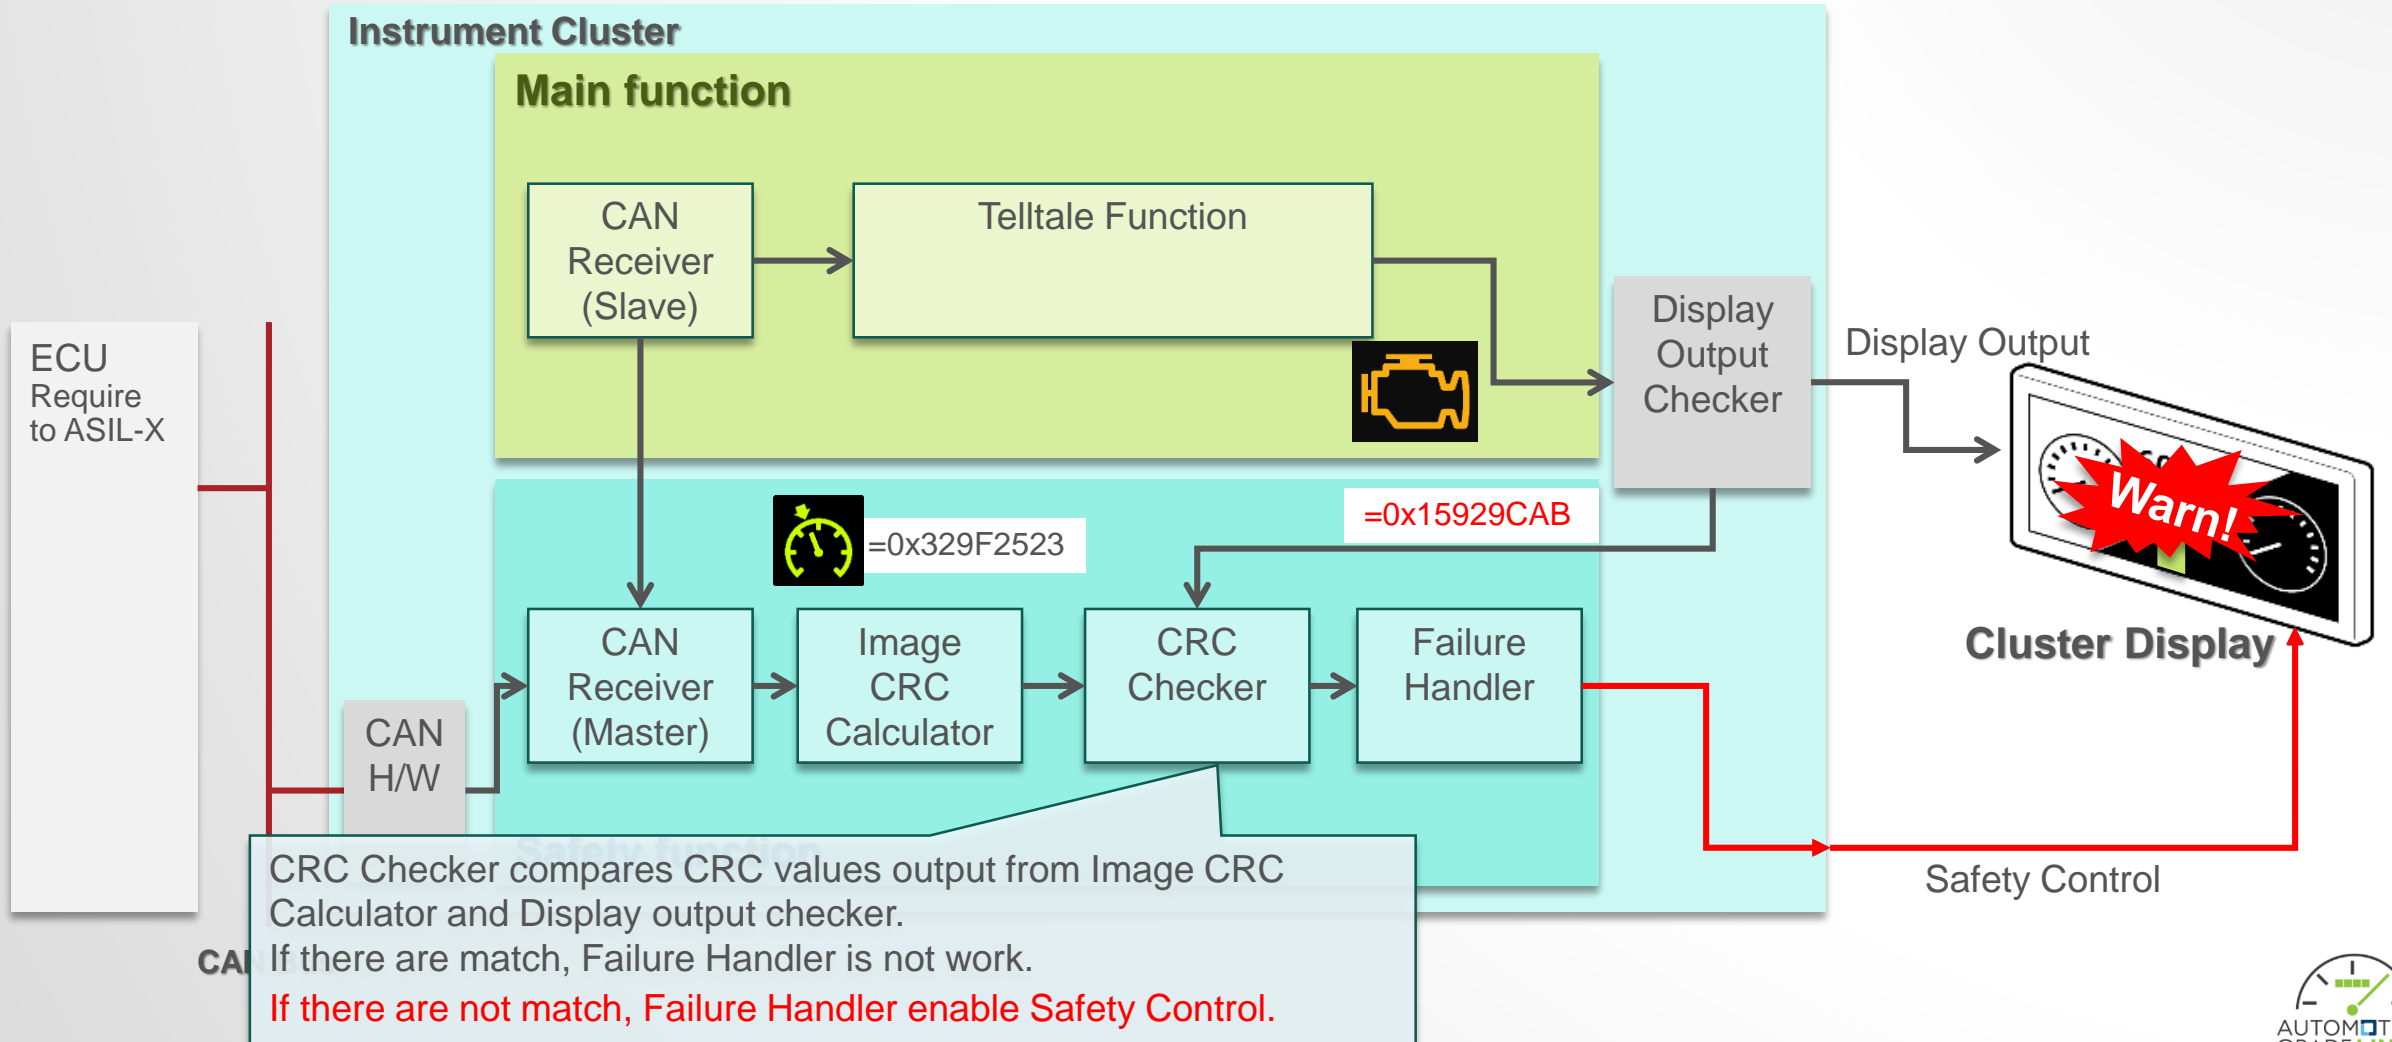 Instrument Cluster
Main function
CAN
Receiver
(Slave)
Telltale Function
Display
Output
Checker
Display Output
ECU
Require
to ASIL-X
=0x329F2523
=0x15929CAB
Warn!
Cluster Display
CAN
Receiver
(Master)
Image
CRC
Calculator
CRC
Checker
Failure
Handler
CAN
H/W
Safety function
Safety Control
CRC Checker compares CRC values output from Image CRC
Calculator and Display output checker.
If there are match, Failure Handler is not work.
If there are not match, Failure Handler enable Safety Control.
CAN